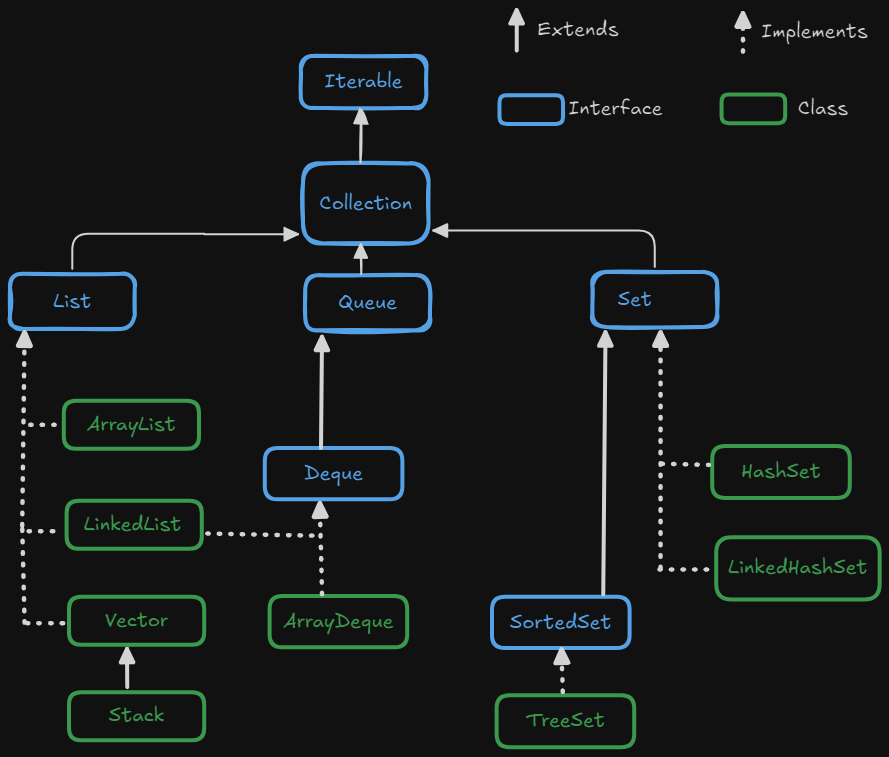 Extends
Implements
Iterable
Interface
Class
Collection
List
Queue
Set
ArrayList
Deque
HashSet
LinkedList
LinkedHashSet
Vector
ArrayDeque
SortedSet
Stack
TreeSet